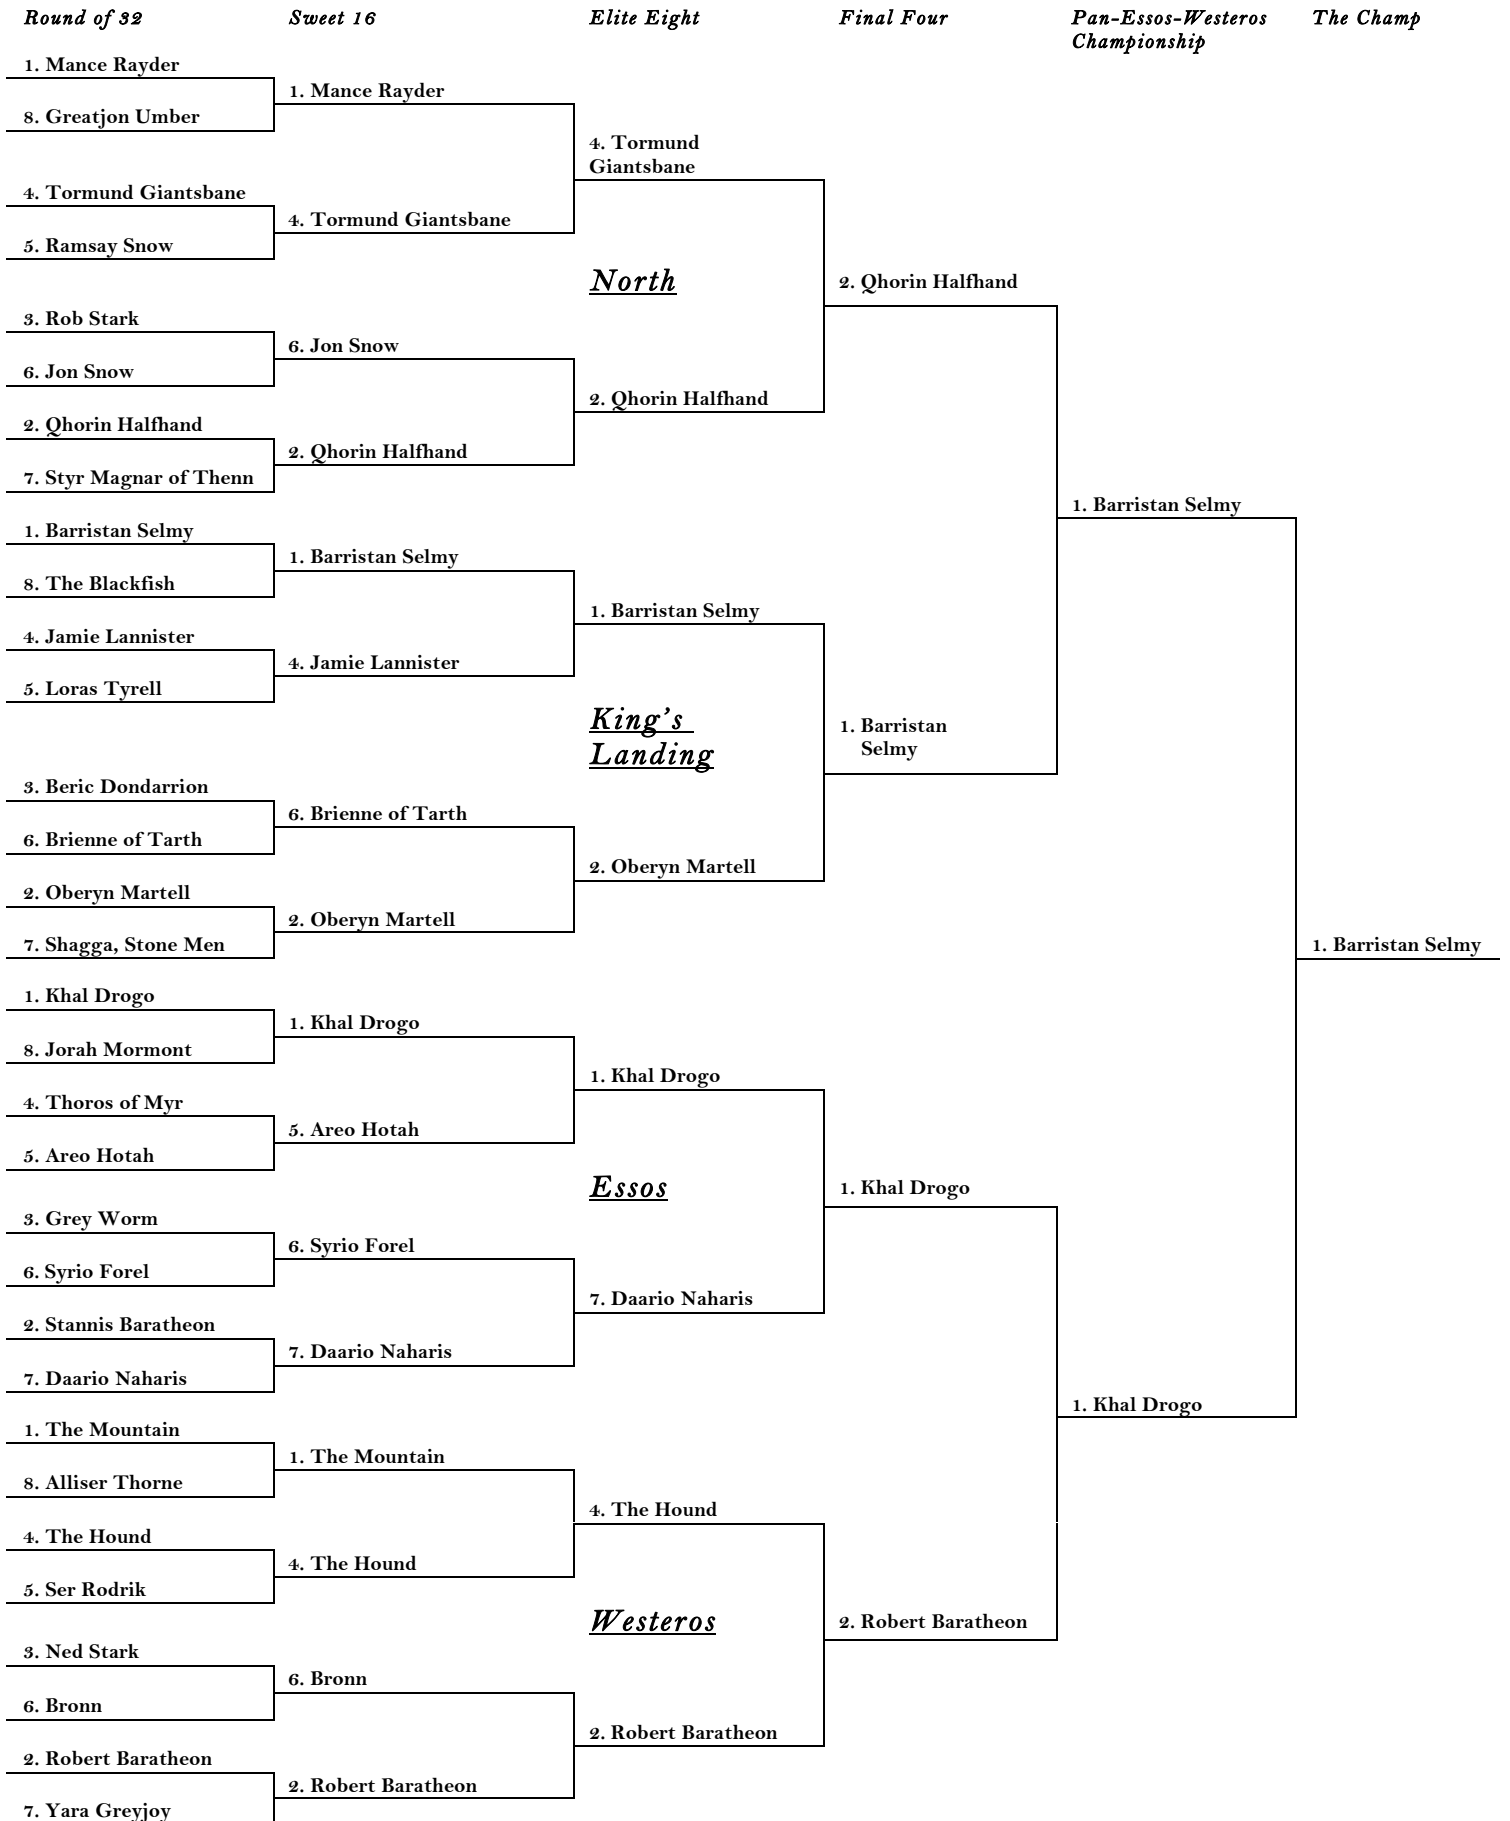 Round of 32
Sweet 16
Elite Eight
Final Four
Pan-Essos-Westeros
Championship
The Champ
1. Mance Rayder
8. Greatjon Umber
4. Tormund Giantsbane
5. Ramsay Snow
3. Rob Stark
6. Jon Snow
2. Qhorin Halfhand
7. Styr Magnar of Thenn
1. Barristan Selmy
8. The Blackfish
4. Jamie Lannister
5. Loras Tyrell
3. Beric Dondarrion
6. Brienne of Tarth
2. Oberyn Martell
7. Shagga, Stone Men
1. Khal Drogo
8. Jorah Mormont
4. Thoros of Myr
5. Areo Hotah
3. Grey Worm
6. Syrio Forel
2. Stannis Baratheon
7. Daario Naharis
1. The Mountain
8. Alliser Thorne
4. The Hound
5. Ser Rodrik
3. Ned Stark
6. Bronn
2. Robert Baratheon
7. Yara Greyjoy
1. Mance Rayder
4. Tormund Giantsbane
6. Jon Snow
2. Qhorin Halfhand
1. Barristan Selmy
4. Jamie Lannister
6. Brienne of Tarth
2. Oberyn Martell
1. Khal Drogo
5. Areo Hotah
6. Syrio Forel
7. Daario Naharis
1. The Mountain
4. The Hound
6. Bronn
2. Robert Baratheon
4. Tormund
Giantsbane
North
2. Qhorin Halfhand
1. Barristan Selmy
King's
Landing
2. Oberyn Martell
1. Khal Drogo
Essos
7. Daario Naharis
4. The Hound
Westeros
2. Robert Baratheon
2. Qhorin Halfhand
1. Barristan
Selmy
1. Khal Drogo
2. Robert Baratheon
1. Barristan Selmy
1. Khal Drogo
1. Barristan Selmy